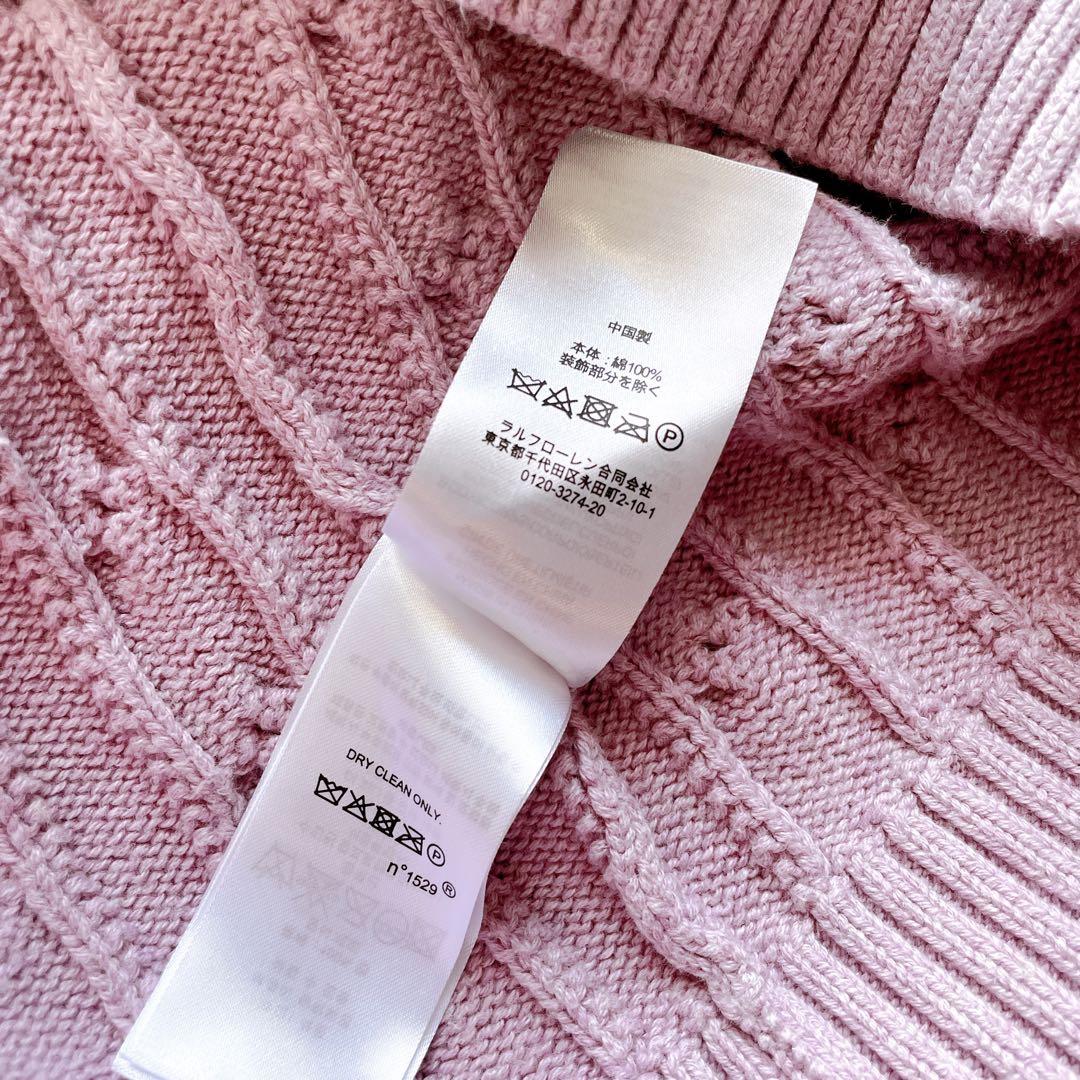 中国製
本体：綿100%
装飾部分を除く
P
ラルフローレン合同会社
東京都千代田区永田町2-10-1
0120-3274-20
DRY CLEAN ONLY.
P
n°1529 ®